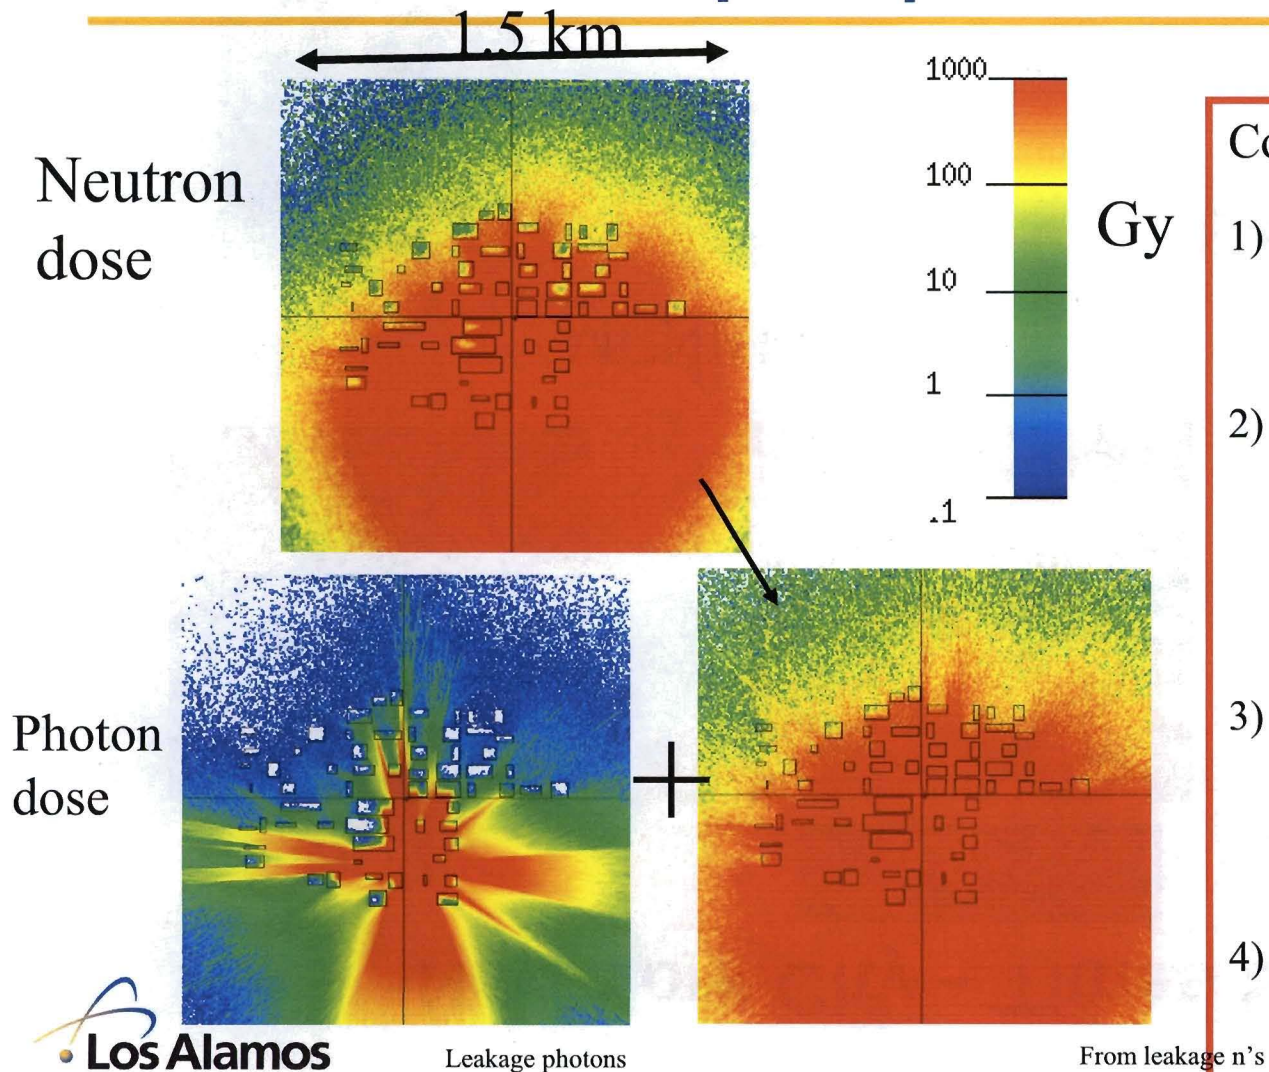 1.5 km
Neutron
dose
1000
100
10
1
.1
Gy
Photon
dose
+
Los Alamos
Leakage photons
From leakage n's
1)
2)
3)
4)